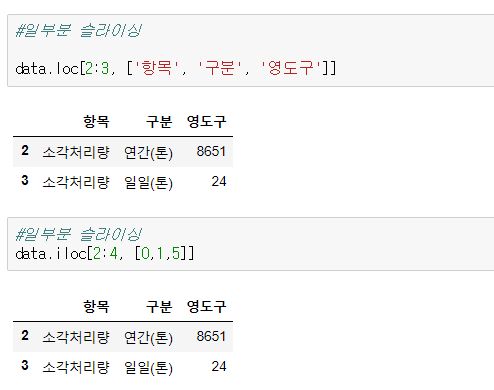 #일부분 슬라이싱
data.loc[2:3, ['항목', '구분', '영도구']]
항목 구분 영도구
2 소각처리량 연간(톤) 8651
3 소각처리량 일일(톤) 24
#일부분 슬라이싱
data.iloc[2:4, [0,1,5]]
항목 구분 영도구
2 소각처리량 연간(톤) 8651
3 소각처리량 일일(톤) 24